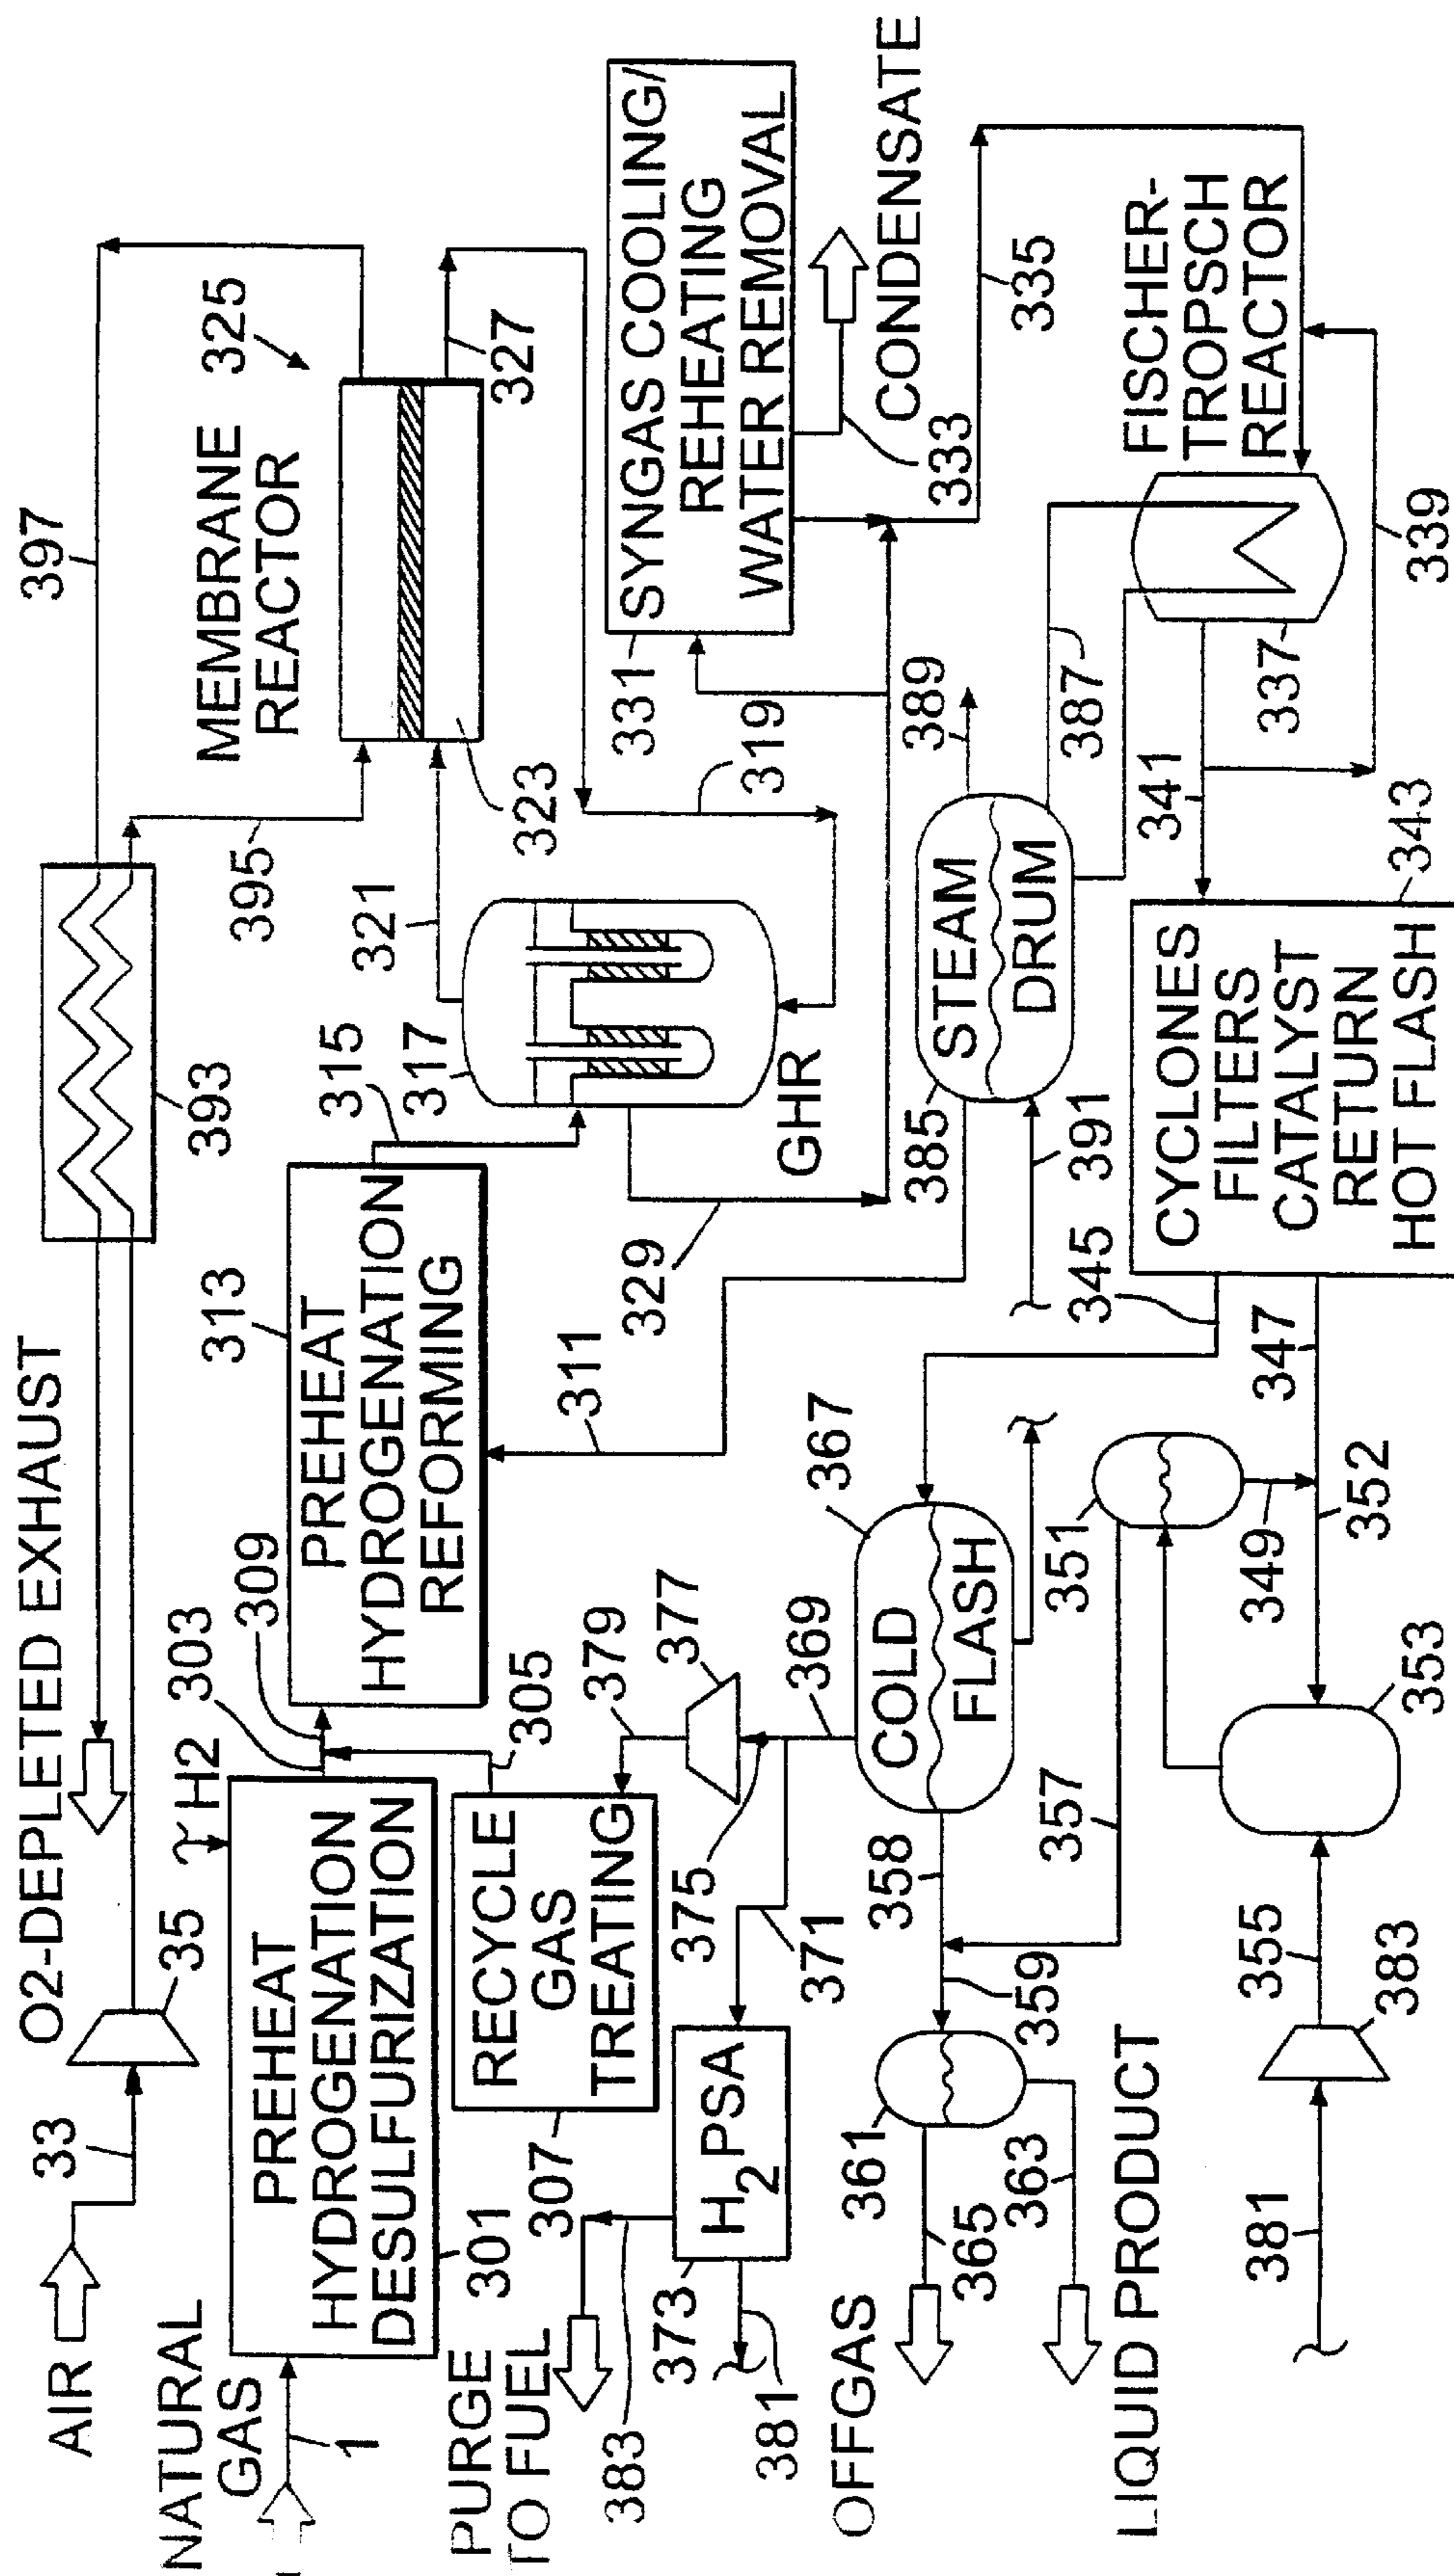 O2-DEPLETED EXHAUST
397
AIR
33
35
393
395
MEMBRANE
REACTOR
325
NATURAL
GAS
1
H2
303
309
313
315
317
321
323
327
PREHEAT
HYDROGENATION
DESULFURIZATION
301
PREHEAT
HYDROGENATION
REFORMING
305
311
329
GHR
319
331
SYNGAS COOLING/
REHEATING
WATER REMOVAL
333
CONDENSATE
335
PURGE
TO FUEL
383
307
RECYCLE
GAS
TREATING
379
377
375
369
371
H2 PSA
373
381
COLD
FLASH
367
385
STEAM
DRUM
389
387
391
FISCHER-
TROPSCH
REACTOR
337
339
341
343
OFFGAS
361
365
363
358
359
357
351
349
345
347
352
CYCLONES
FILTERS
CATALYST
RETURN
HOT FLASH
LIQUID PRODUCT
381
383
355
353